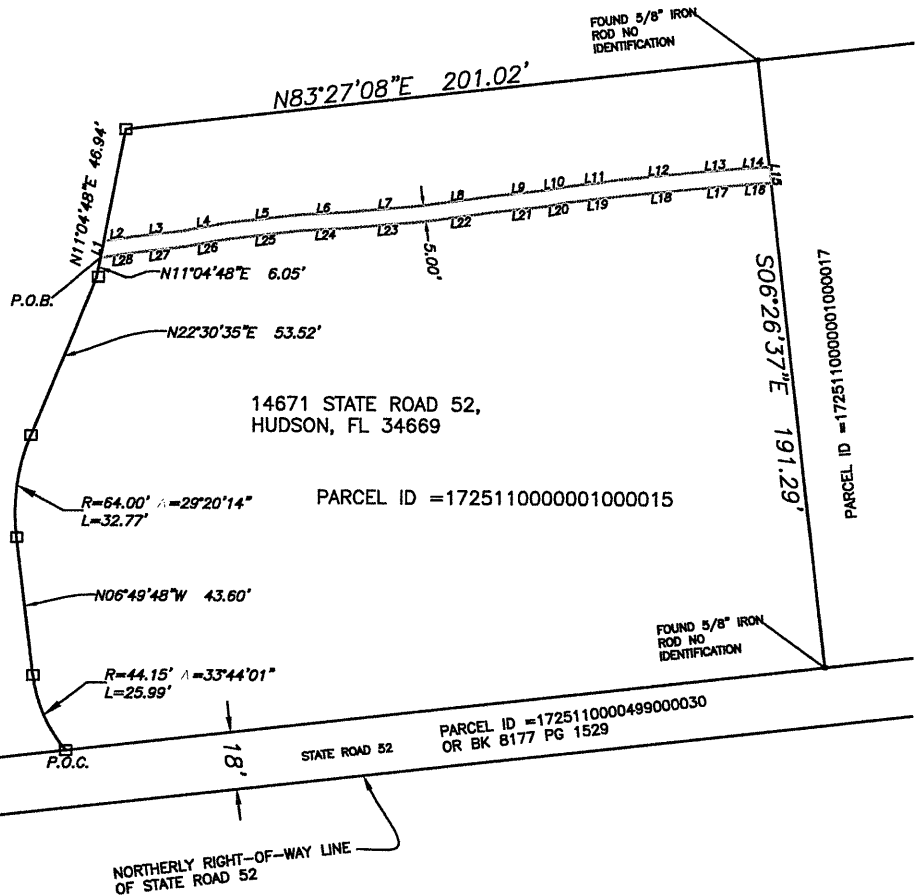 FOUND 5/8" IRON
ROD NO
IDENTIFICATION
N83°27'08"E 201.02'
N11°04'48"E 46.94'
L1
L2
L3
L4
L5
L6
L7
L8
L9
L10
L11
L12
L13
L14
L15
L28
L27
L26
L25
L24
L23
L22
L21
L20
L19
L18
L17
L16
5.00'
P.O.B.
N11°04'48"E 6.05'
N22°30'35"E 53.52'
S06°26'37"E 191.29'
PARCEL ID =1725110000001000017
14671 STATE ROAD 52,
HUDSON, FL 34669
PARCEL ID =1725110000001000015
R=64.00' Δ=29°20'14"
L=32.77'
N06°49'48"W 43.60'
R=44.15' Δ=33°44'01"
L=25.99'
FOUND 5/8" IRON
ROD NO
IDENTIFICATION
P.O.C.
18'
STATE ROAD 52
PARCEL ID =1725110000499000030
OR BK 8177 PG 1529
NORTHERLY RIGHT-OF-WAY LINE
OF STATE ROAD 52